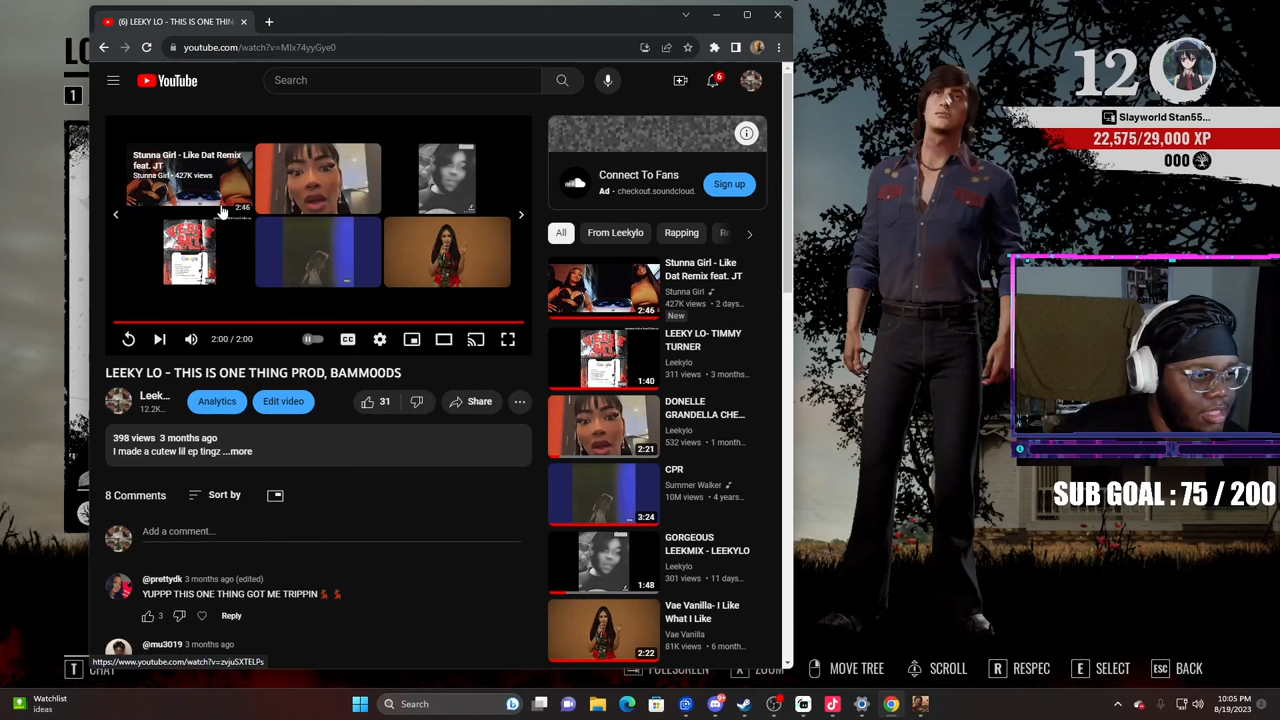 (6) LEEKY LO - THIS IS ONE THIN
youtube.com/watch?v=Mlx74yyGye0
YouTube
Search
6
Stunna Girl - Like Dat Remix
feat. JT
Stunna Girl • 427K views
2:46
2:00 / 2:00
LEEKY LO - THIS IS ONE THING PROD, BAMMOODS
Leek...
12.2K...
Analytics
Edit video
31
Share
398 views 3 months ago
I made a cutew lil ep tingz ...more
8 Comments
Sort by
Add a comment...
@prettydk 3 months ago (edited)
YUPPP THIS ONE THING GOT ME TRIPPIN
3
Reply
@mu3019 3 months ago
https://www.youtube.com/watch?v=zvjuSXTELPs
Connect To Fans
Ad • checkout.soundcloud.
Sign up
All
From Leekylo
Rapping
Re
Stunna Girl - Like
Dat Remix feat. JT
Stunna Girl
427K views • 2 days...
New
2:46
LEEKY LO- TIMMY
TURNER
Leekylo
311 views • 3 months...
1:40
DONELLE
GRANDELLA CHE...
Leekylo
532 views • 1 month...
2:21
CPR
Summer Walker
10M views • 4 years...
3:24
GORGEOUS
LEEKMIX - LEEKYLO
Leekylo
301 views • 11 days...
1:48
Vae Vanilla- I Like
What I Like
Vae Vanilla
81K views • 6 month...
2:22
LO
1
12
Slayworld Stan55...
22,575/29,000 XP
000
SUB GOAL : 75 / 200
T CHAT
FULLSCREEN
ZOOM
MOVE TREE
SCROLL
R RESPEC
E SELECT
ESC BACK
Watchlist
ideas
Search
10:05 PM
8/19/2023